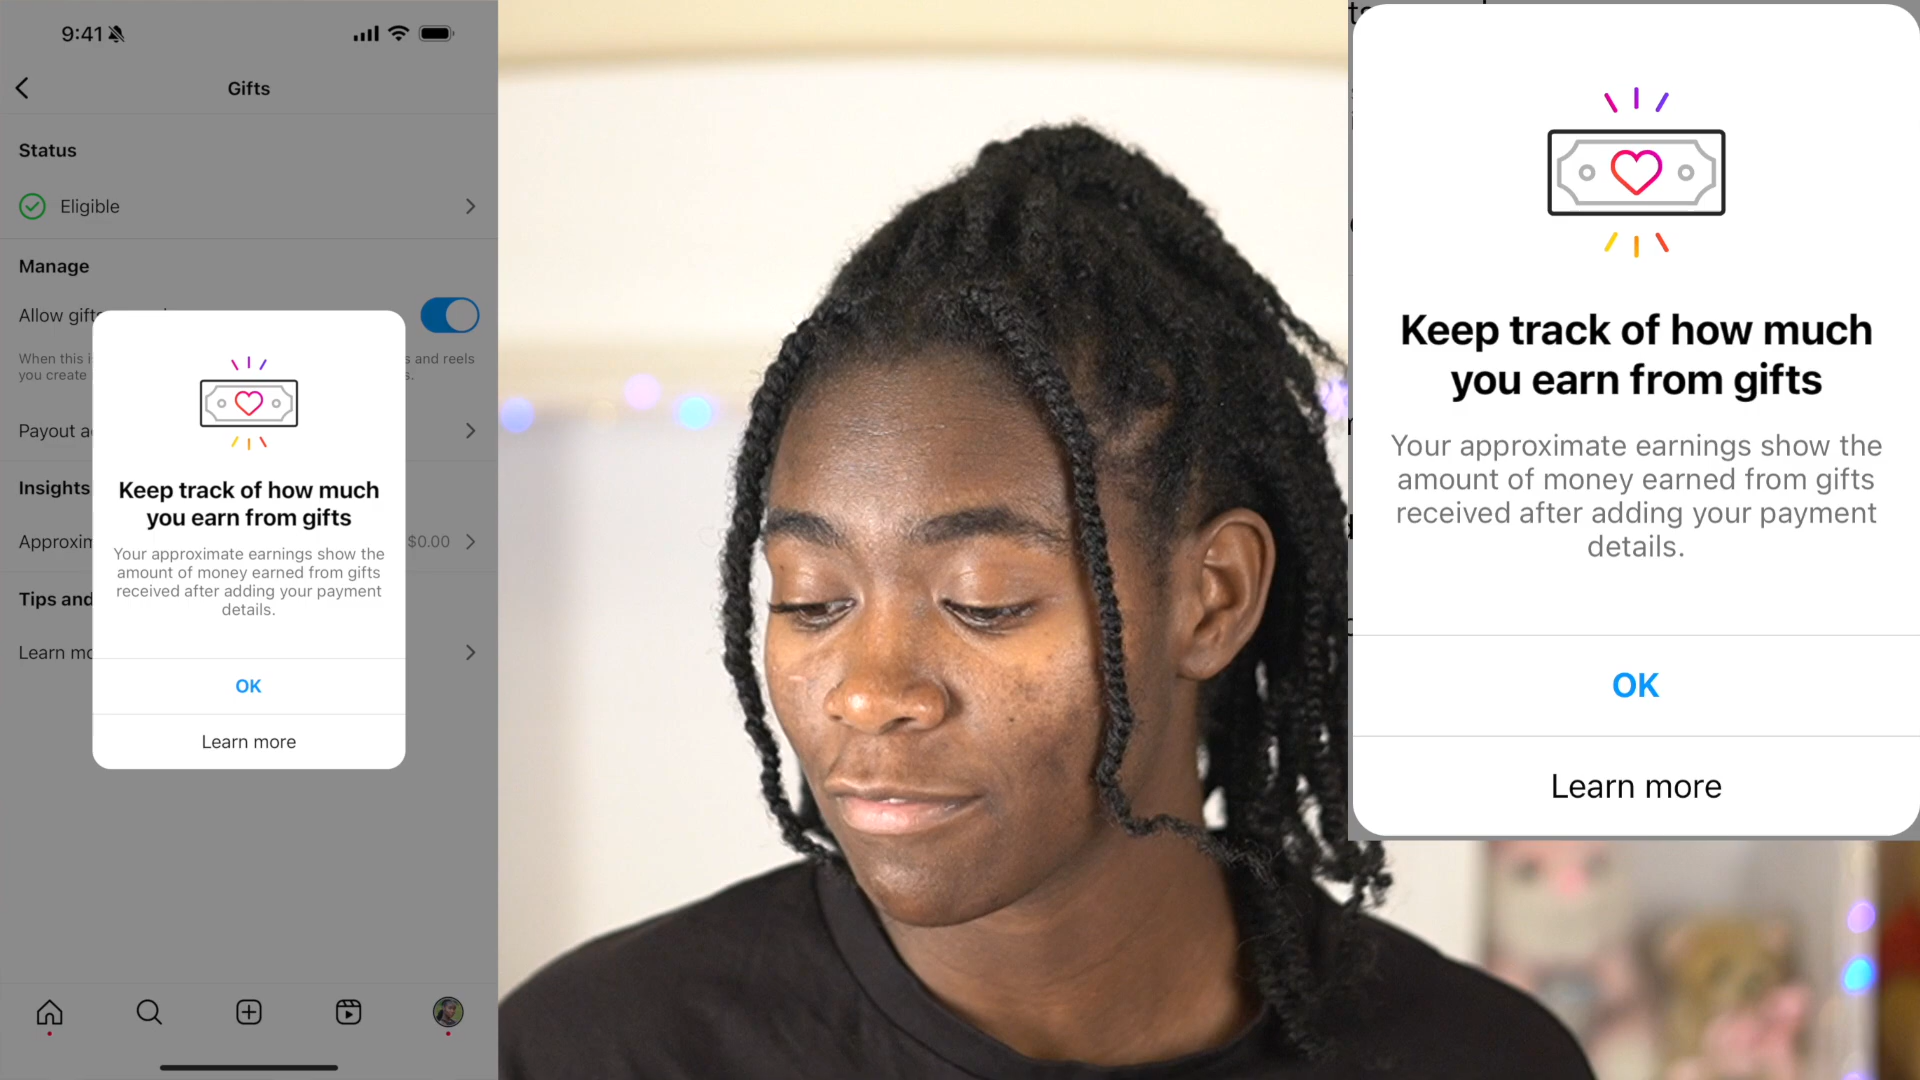 9:41
Gifts
Status
Eligible
Manage
Allow gifts
When this i
s and reels
you create
s.
Payout a
Insights
Approxim
$0.00
Tips and
Learn mo
Keep track of how much
you earn from gifts
Your approximate earnings show the
amount of money earned from gifts
received after adding your payment
details.
OK
Learn more
Keep track of how much
you earn from gifts
Your approximate earnings show the
amount of money earned from gifts
received after adding your payment
details.
OK
Learn more